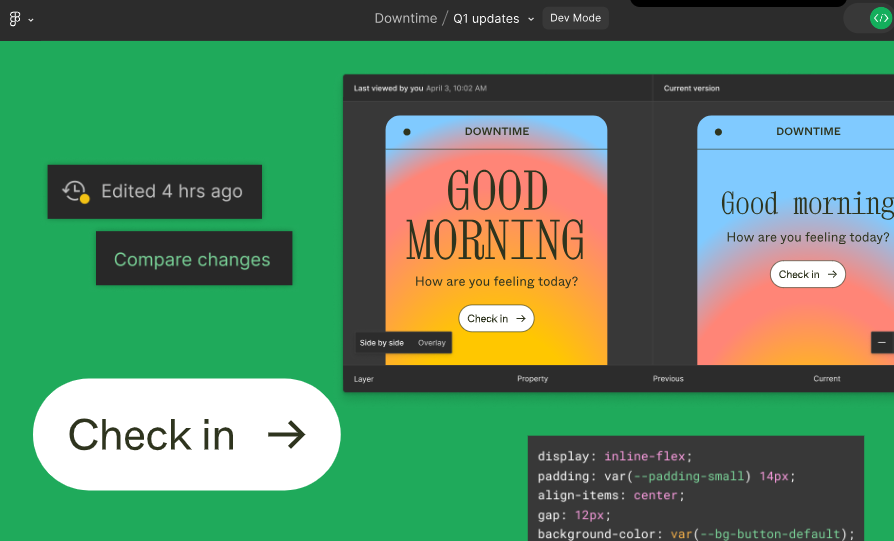 Downtime / Q1 updates
Dev Mode
Last viewed by you April 3, 10:02 AM
Current version
DOWNTIME
GOOD
MORNING
How are you feeling today?
Check in →
Side by side Overlay
DOWNTIME
Good morning
How are you feeling today?
Check in →
Layer Property Previous Current
Edited 4 hrs ago
Compare changes
Check in →
display: inline-flex;
padding: var(--padding-small) 14px;
align-items: center;
gap: 12px;
background-color: var(--bg-button-default);